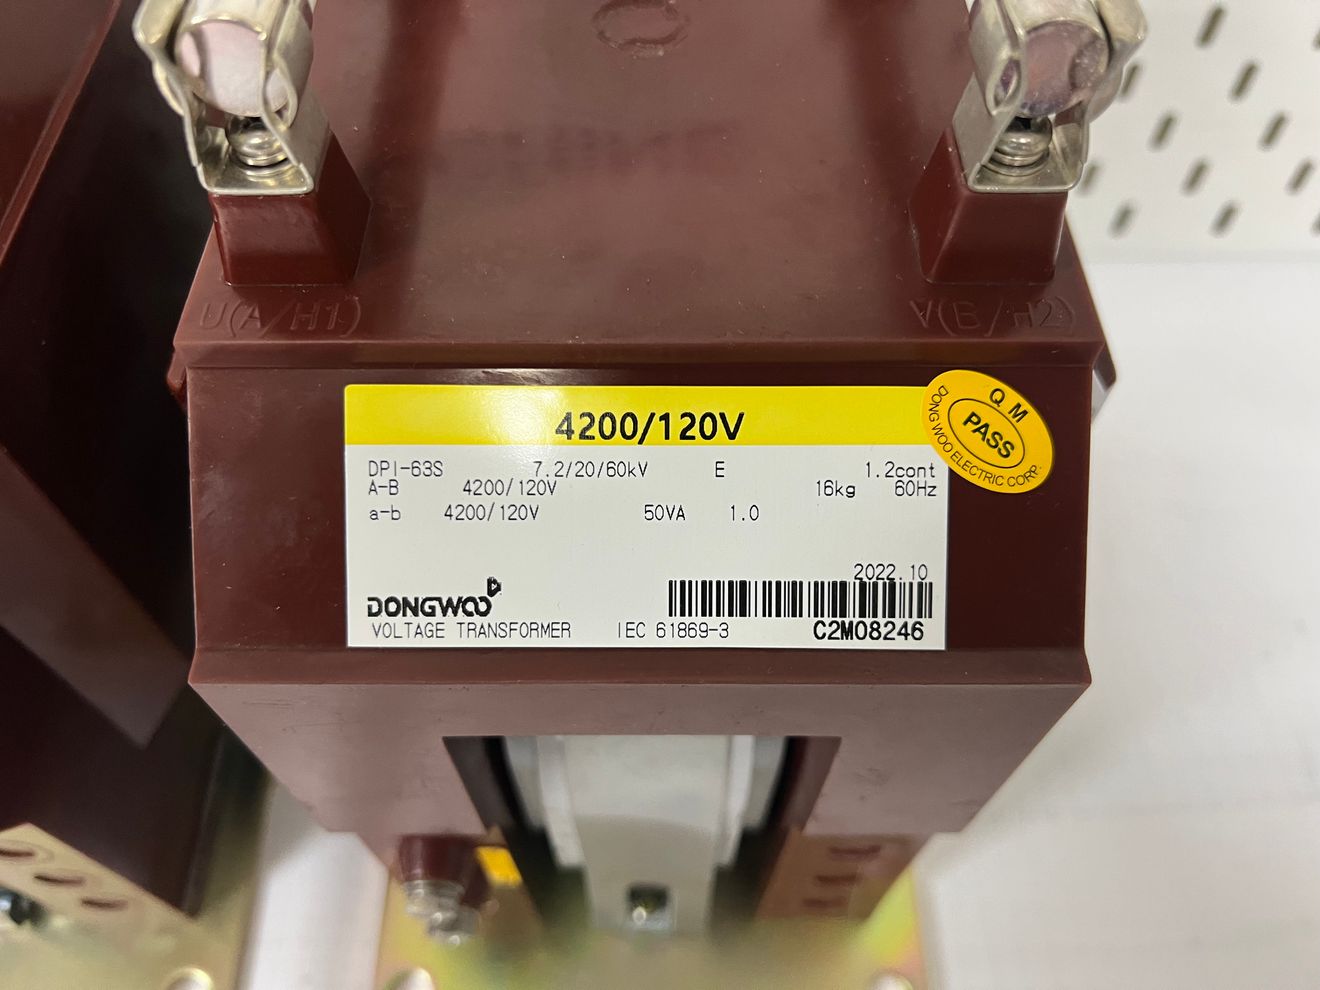 U(A/H1)
V(B/H2)
4200/120V
Q.M
PASS
DONG WOO ELECTRIC CORP.
DPI-63S 7.2/20/60kV E 1.2cont
A-B 4200/120V 16kg 60Hz
a-b 4200/120V 50VA 1.0
2022.10
DONGWOO
VOLTAGE TRANSFORMER IEC 61869-3 C2M08246